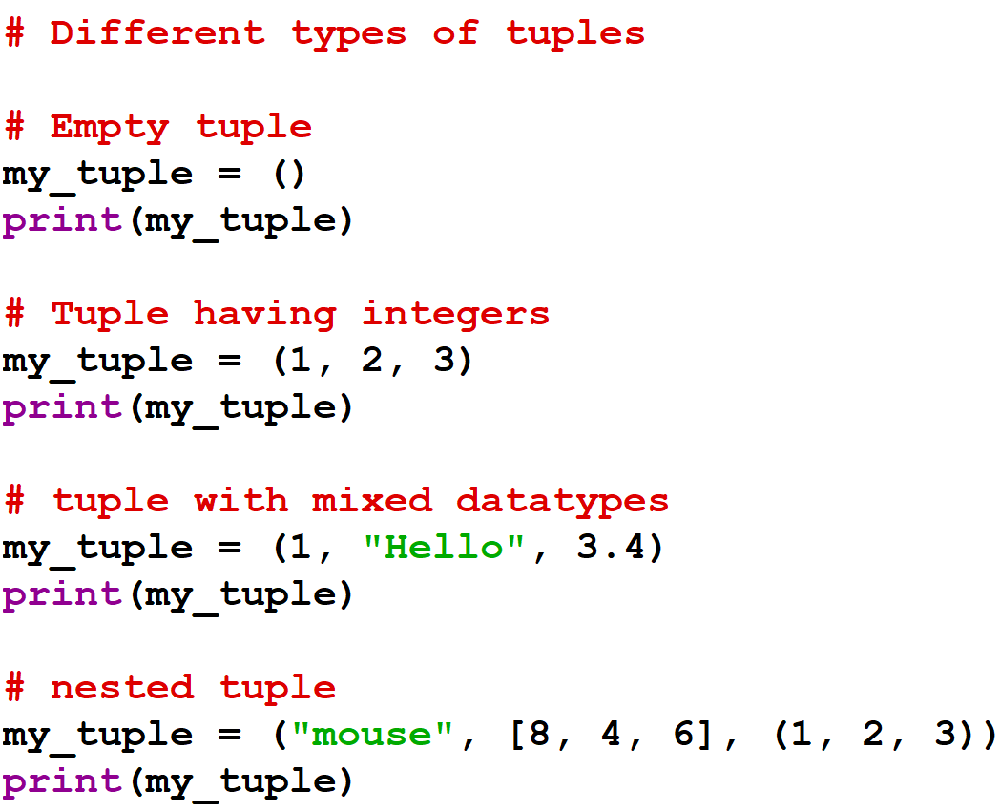 # Different types of tuples
# Empty tuple
my_tuple = ()
print(my_tuple)
# Tuple having integers
my_tuple = (1, 2, 3)
print(my_tuple)
# tuple with mixed datatypes
my_tuple = (1, "Hello", 3.4)
print(my_tuple)
# nested tuple
my_tuple = ("mouse", [8, 4, 6], (1, 2, 3))
print(my_tuple)